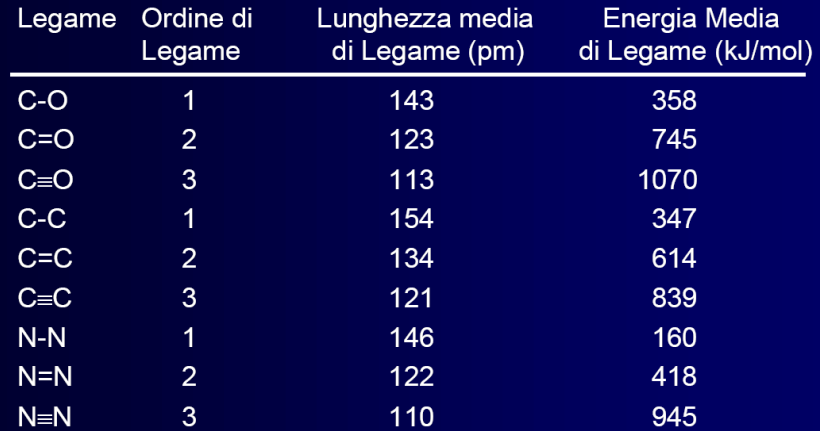 Legame Ordine di Legame Lunghezza media di Legame (pm) Energia Media di Legame (kJ/mol)
C-O 1 143 358
C=O 2 123 745
C≡O 3 113 1070
C-C 1 154 347
C=C 2 134 614
C≡C 3 121 839
N-N 1 146 160
N=N 2 122 418
N≡N 3 110 945